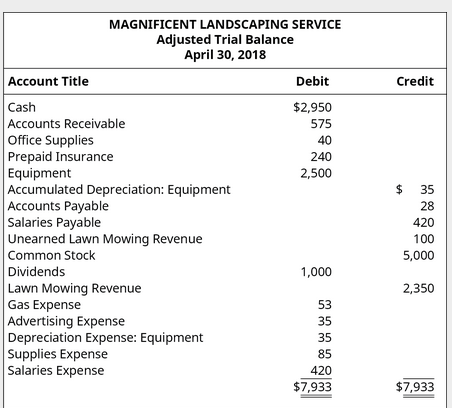 MAGNIFICENT LANDSCAPING SERVICE
Adjusted Trial Balance
April 30, 2018
Account Title Debit Credit
Cash $2,950
Accounts Receivable 575
Office Supplies 40
Prepaid Insurance 240
Equipment 2,500
Accumulated Depreciation: Equipment $ 35
Accounts Payable 28
Salaries Payable 420
Unearned Lawn Mowing Revenue 100
Common Stock 5,000
Dividends 1,000
Lawn Mowing Revenue 2,350
Gas Expense 53
Advertising Expense 35
Depreciation Expense: Equipment 35
Supplies Expense 85
Salaries Expense 420
$7,933 $7,933